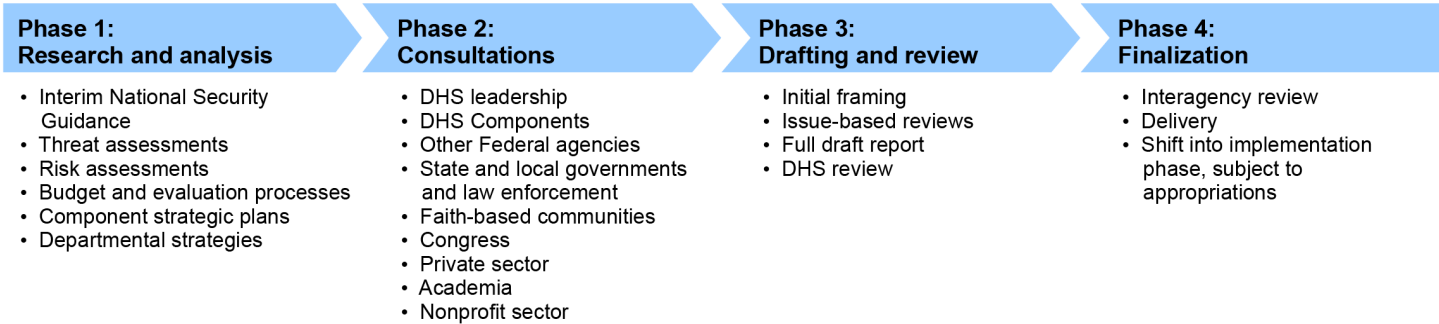 Phase 1:
Research and analysis
• Interim National Security
Guidance
• Threat assessments
• Risk assessments
• Budget and evaluation processes
• Component strategic plans
• Departmental strategies
Phase 2:
Consultations
• DHS leadership
• DHS Components
• Other Federal agencies
• State and local governments
and law enforcement
• Faith-based communities
• Congress
• Private sector
• Academia
• Nonprofit sector
Phase 3:
Drafting and review
• Initial framing
• Issue-based reviews
• Full draft report
• DHS review
Phase 4:
Finalization
• Interagency review
• Delivery
• Shift into implementation
phase, subject to
appropriations